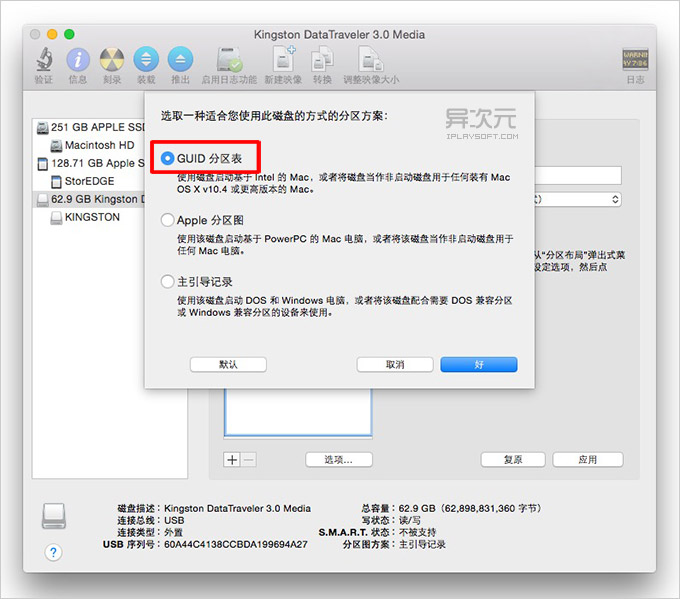 Kingston DataTraveler 3.0 Media
验证 信息 刻录 装载 推出 启用日志功能 新建映像 转换 调整映像大小 日志
WARNIN
选取一种适合您使用此磁盘的方式的分区方案：
异次元
IPLAYSOFT.COM
251 GB APPLE SSD
Macintosh HD
128.71 GB Apple S
StorEDGE
62.9 GB Kingston D
KINGSTON
GUID 分区表
使用磁盘启动基于 Intel 的 Mac，或者将磁盘当作非启动磁盘用于任何装有 Mac
OS X v10.4 或更高版本的 Mac。
Apple 分区图
使用该磁盘启动基于 PowerPC 的 Mac 电脑，或者将该磁盘当作非启动磁盘用于
任何 Mac 电脑。
主引导记录
使用该磁盘启动 DOS 和 Windows 电脑，或者将该磁盘配合需要 DOS 兼容分区
或 Windows 兼容分区的设备来使用。
式）
从“分区布局”弹出式菜
设定选项，然后点
默认 取消 好
+ − 选项... 复原 应用
磁盘描述：Kingston DataTraveler 3.0 Media
连接总线：USB
连接类型：外置
USB 序列号：60A44C4138CCBDA199694A27
总容量：62.9 GB（62,898,831,360 字节）
写状态：读/写
S.M.A.R.T. 状态：不被支持
分区图方案：主引导记录
?